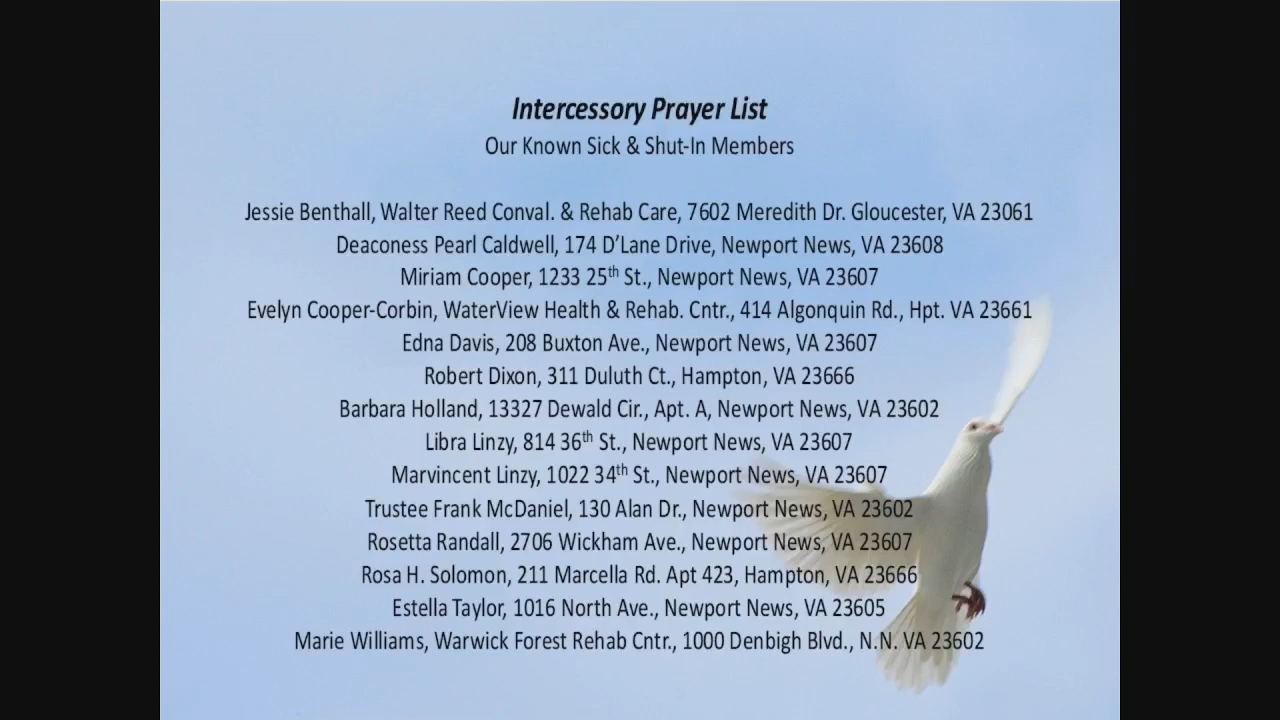 Intercessory Prayer List
Our Known Sick & Shut-In Members
Jessie Benthall, Walter Reed Conval. & Rehab Care, 7602 Meredith Dr. Gloucester, VA 23061
Deaconess Pearl Caldwell, 174 D’Lane Drive, Newport News, VA 23608
Miriam Cooper, 1233 25th St., Newport News, VA 23607
Evelyn Cooper-Corbin, WaterView Health & Rehab. Cntr., 414 Algonquin Rd., Hpt. VA 23661
Edna Davis, 208 Buxton Ave., Newport News, VA 23607
Robert Dixon, 311 Duluth Ct., Hampton, VA 23666
Barbara Holland, 13327 Dewald Cir., Apt. A, Newport News, VA 23602
Libra Linzy, 814 36th St., Newport News, VA 23607
Marvincent Linzy, 1022 34th St., Newport News, VA 23607
Trustee Frank McDaniel, 130 Alan Dr., Newport News, VA 23602
Rosetta Randall, 2706 Wickham Ave., Newport News, VA 23607
Rosa H. Solomon, 211 Marcella Rd. Apt 423, Hampton, VA 23666
Estella Taylor, 1016 North Ave., Newport News, VA 23605
Marie Williams, Warwick Forest Rehab Cntr., 1000 Denbigh Blvd., N.N. VA 23602